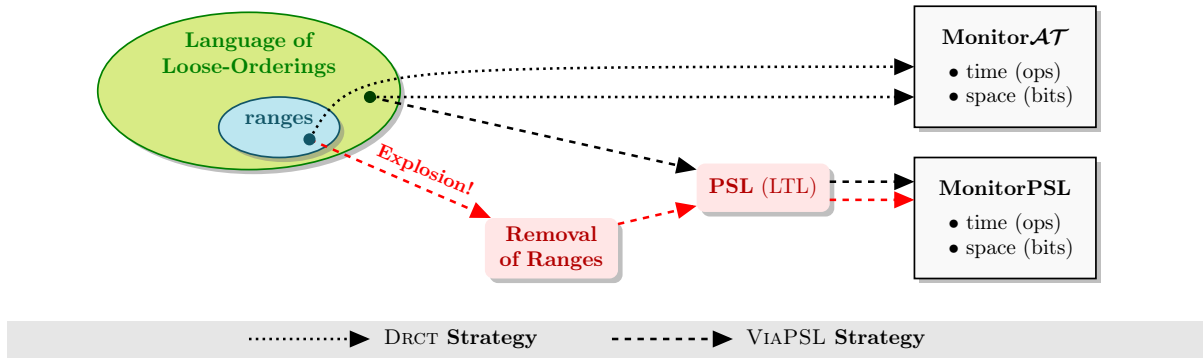 Language of
Loose-Orderings
ranges
Explosion!
Removal
of Ranges
PSL (LTL)
Monitor𝒜𝒯
• time (ops)
• space (bits)
MonitorPSL
• time (ops)
• space (bits)
DRCT Strategy
VIAPSL Strategy